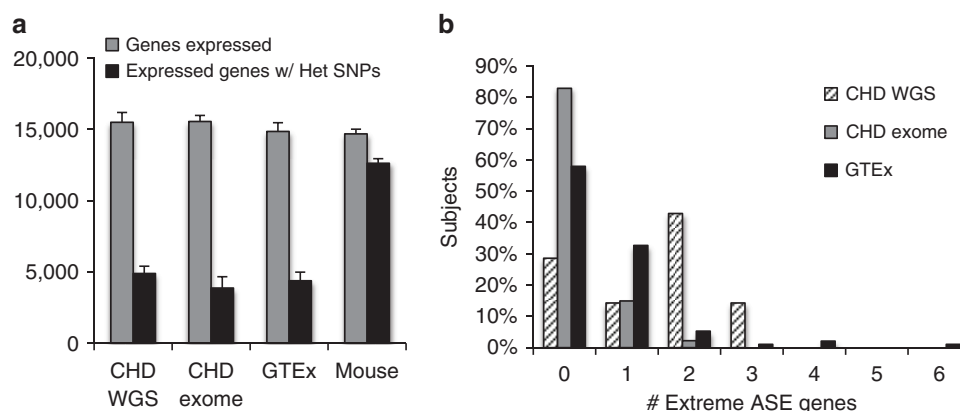 a
Genes expressed
Expressed genes w/ Het SNPs
20,000
15,000
10,000
5,000
0
CHD WGS
CHD exome
GTEx
Mouse
b
90%
80%
70%
60%
50%
40%
30%
20%
10%
0%
Subjects
CHD WGS
CHD exome
GTEx
0 1 2 3 4 5 6
# Extreme ASE genes